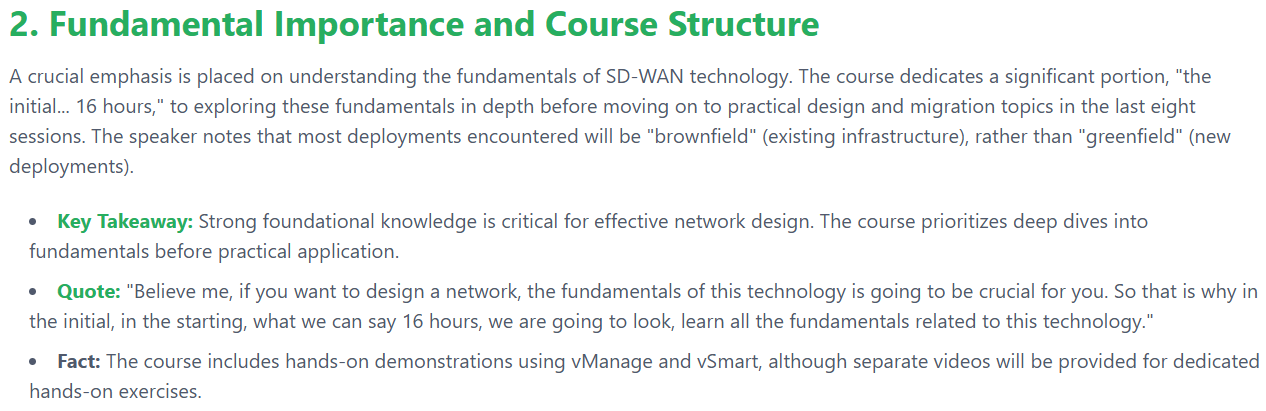 2. Fundamental Importance and Course Structure
A crucial emphasis is placed on understanding the fundamentals of SD-WAN technology. The course dedicates a significant portion, "the
initial... 16 hours," to exploring these fundamentals in depth before moving on to practical design and migration topics in the last eight
sessions. The speaker notes that most deployments encountered will be "brownfield" (existing infrastructure), rather than "greenfield" (new
deployments).
• Key Takeaway: Strong foundational knowledge is critical for effective network design. The course prioritizes deep dives into
fundamentals before practical application.
• Quote: "Believe me, if you want to design a network, the fundamentals of this technology is going to be crucial for you. So that is why in
the initial, in the starting, what we can say 16 hours, we are going to look, learn all the fundamentals related to this technology."
• Fact: The course includes hands-on demonstrations using vManage and vSmart, although separate videos will be provided for dedicated
hands-on exercises.